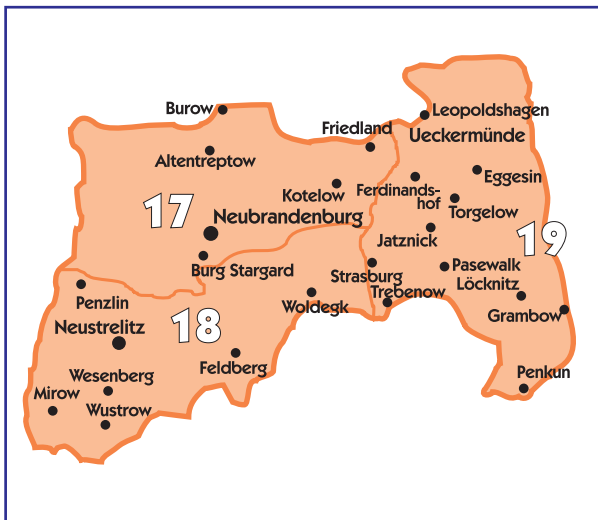 Burow
Leopoldshagen
Friedland
Ueckermünde
Altentreptow
Eggesin
Kotelow
Ferdinands-
hof
17
Neubrandenburg
Torgelow
Jatznick
19
Burg Stargard
Strasburg
Pasewalk
Penzlin
Woldegk
Trebenow
Löcknitz
Neustrelitz
18
Grambow
Feldberg
Wesenberg
Penkun
Mirow
Wustrow